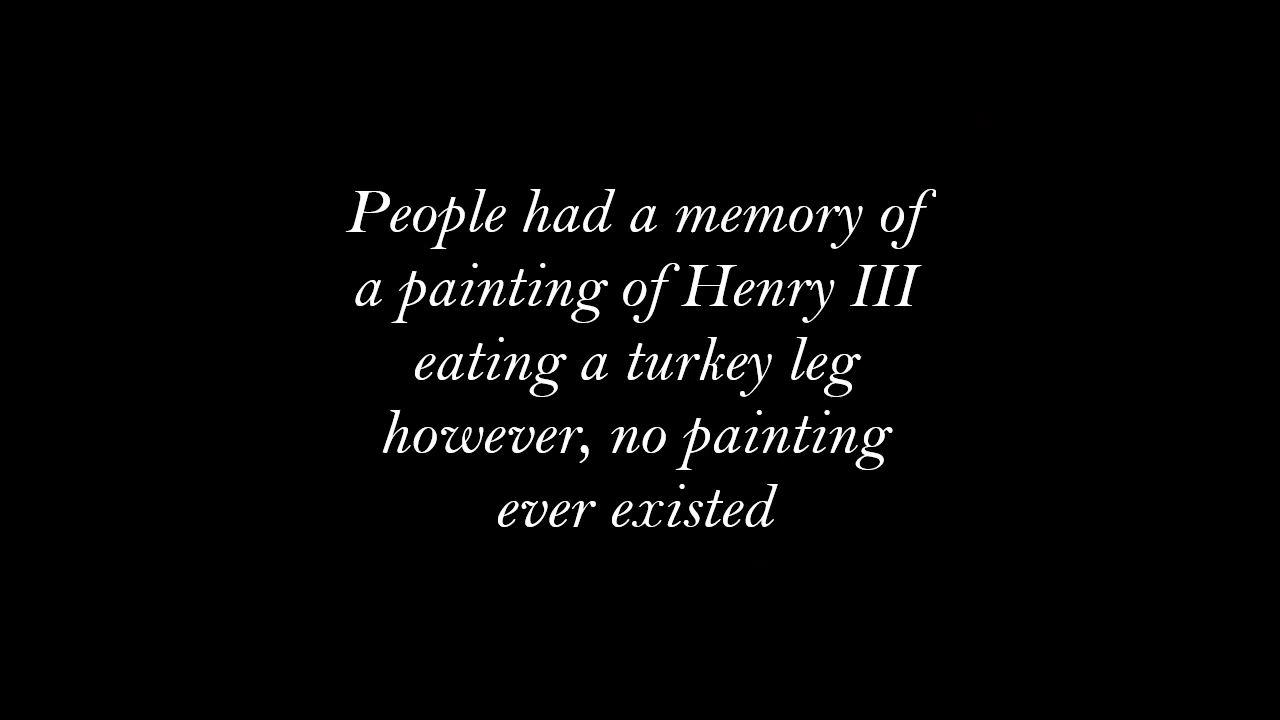 People had a memory of
a painting of Henry III
eating a turkey leg
however, no painting
ever existed